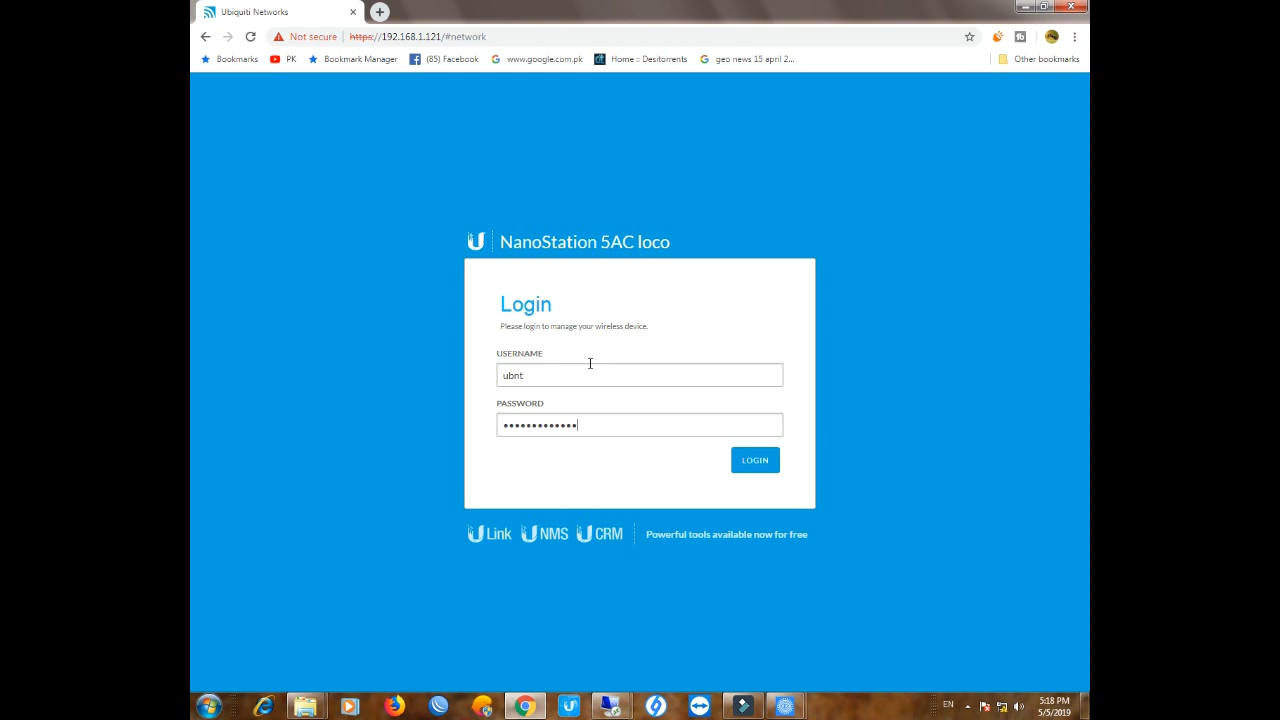 Ubiquiti Networks
Not secure https://192.168.1.121/#network
Bookmarks PK Bookmark Manager (85) Facebook www.google.com.pk Home :: Desitorrents geo news 15 april 2... Other bookmarks
NanoStation 5AC loco
Login
Please login to manage your wireless device.
USERNAME
ubnt
PASSWORD
•••••••••••••
LOGIN
U Link U NMS U CRM Powerful tools available now for free
EN 5:18 PM
5/5/2019